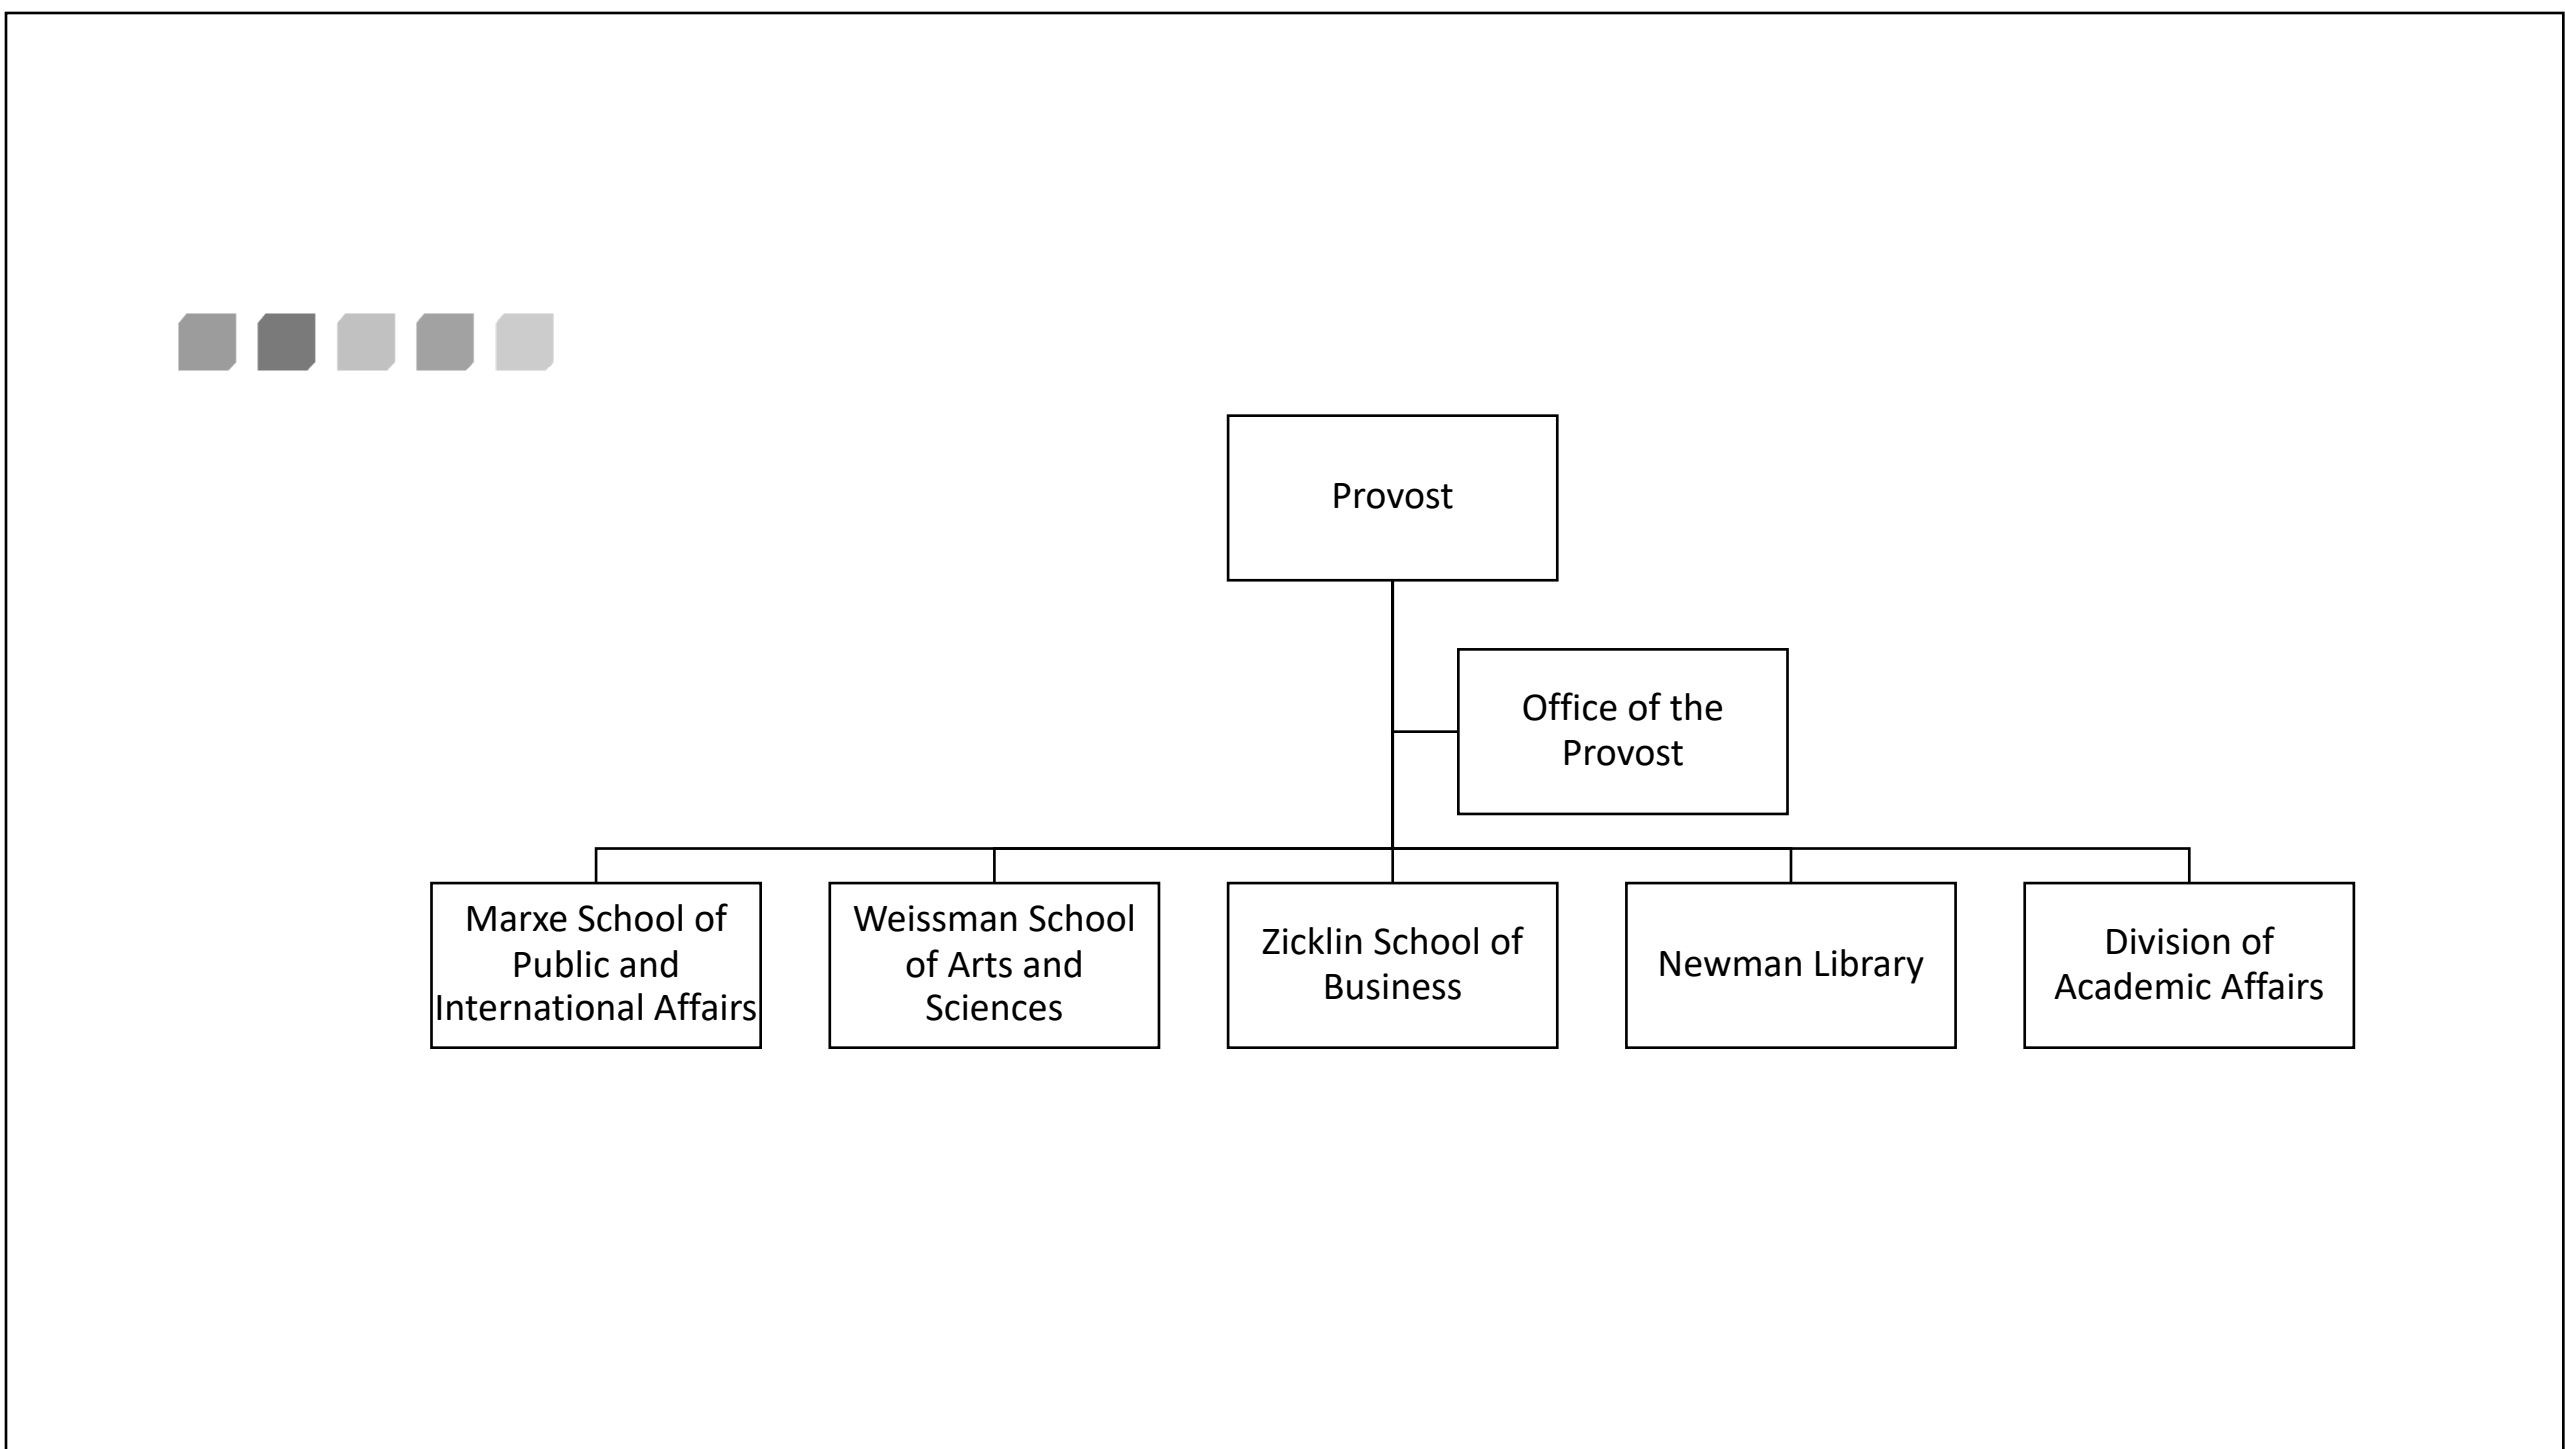 Provost
Office of the
Provost
Marxe School of
Public and
International Affairs
Weissman School
of Arts and
Sciences
Zicklin School of
Business
Newman Library
Division of
Academic Affairs